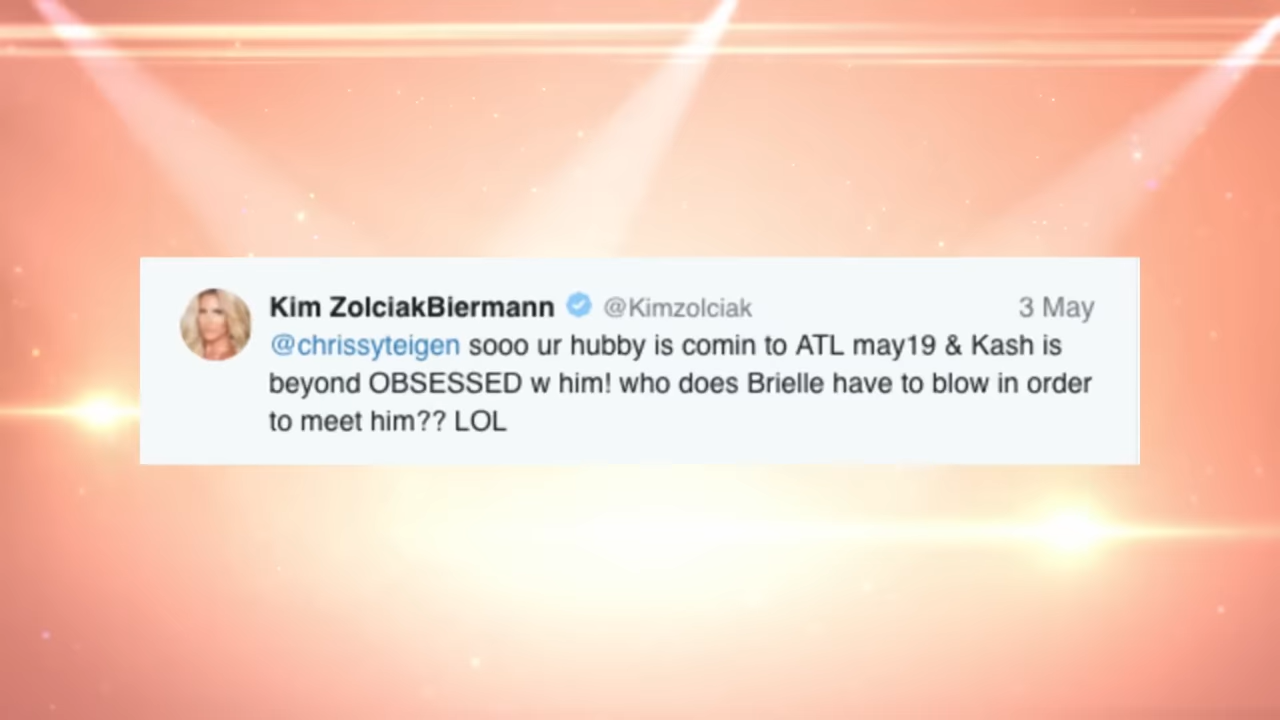 Kim ZolciakBiermann @Kimzolciak 3 May
@chrissyteigen sooo ur hubby is comin to ATL may19 & Kash is
beyond OBSESSED w him! who does Brielle have to blow in order
to meet him?? LOL